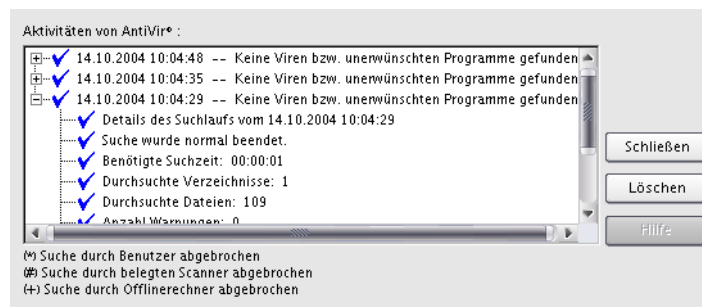 Aktivitäten von AntiVir® :
14.10.2004 10:04:48 -- Keine Viren bzw. unerwünschten Programme gefunden
14.10.2004 10:04:35 -- Keine Viren bzw. unerwünschten Programme gefunden
14.10.2004 10:04:29 -- Keine Viren bzw. unerwünschten Programme gefunden
Details des Suchlaufs vom 14.10.2004 10:04:29
Suche wurde normal beendet.
Benötigte Suchzeit: 00:00:01
Durchsuchte Verzeichnisse: 1
Durchsuchte Dateien: 109
Anzahl Warnungen: 0
Schließen
Löschen
Hilfe
(*) Suche durch Benutzer abgebrochen
(#) Suche durch belegten Scanner abgebrochen
(+) Suche durch Offlinerechner abgebrochen